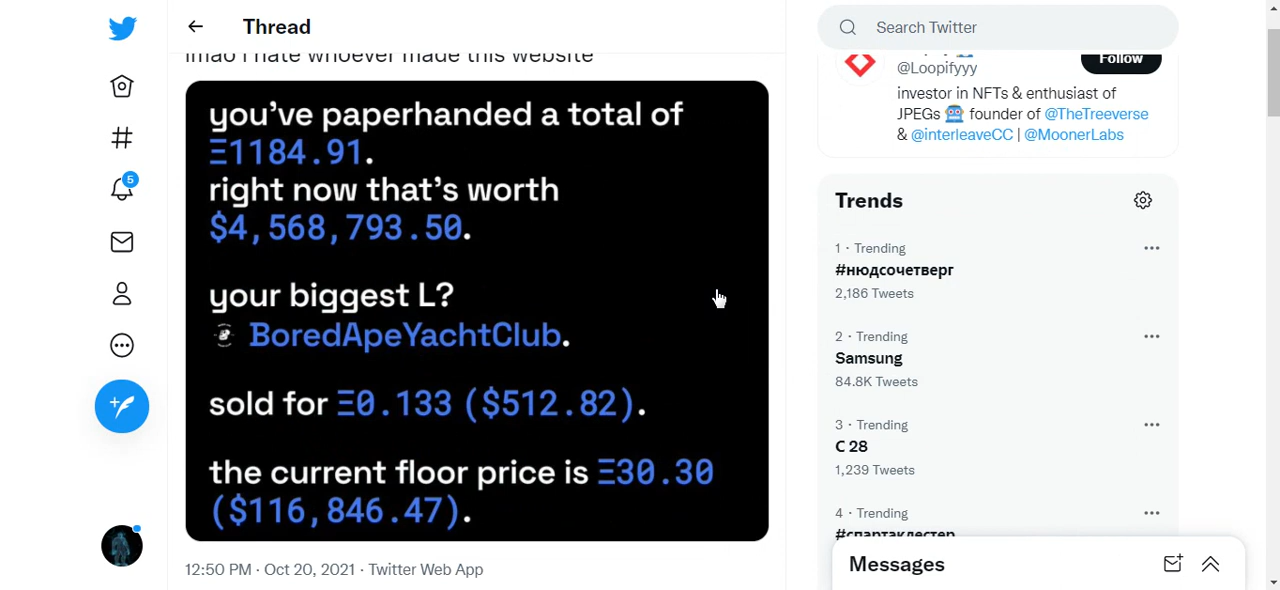 Thread
Search Twitter
lmao i hate whoever made this website
you've paperhanded a total of
Ξ1184.91.
right now that's worth
$4,568,793.50.
your biggest L?
BoredApeYachtClub.
sold for Ξ0.133 ($512.82).
the current floor price is Ξ30.30
($116,846.47).
12:50 PM · Oct 20, 2021 · Twitter Web App
5
@Loopifyyy
Follow
investor in NFTs & enthusiast of
JPEGs 🤖 founder of @TheTreeverse
& @interleaveCC | @MoonerLabs
Trends
1 · Trending
#нюдсочетверг
2,186 Tweets
2 · Trending
Samsung
84.8K Tweets
3 · Trending
С 28
1,239 Tweets
4 · Trending
#спартаклестер
Messages